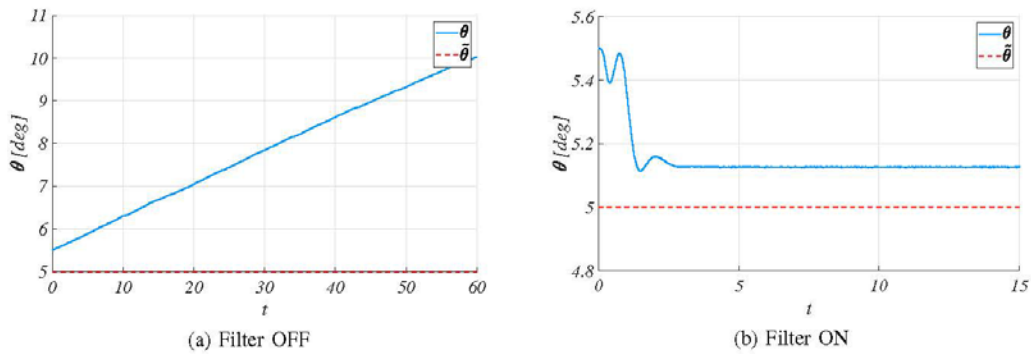 11
10
9
8
7
6
5
θ [deg]
0 10 20 30 40 50 60
t
θ
θ̄
(a) Filter OFF
5.6
5.4
5.2
5
4.8
θ [deg]
0 5 10 15
t
θ
θ̃
(b) Filter ON